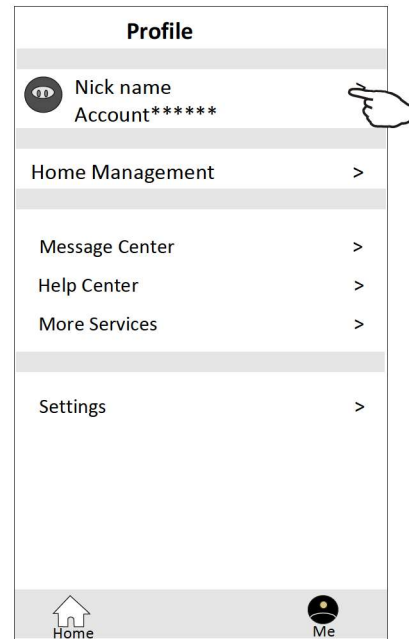 Profile
Nick name
Account******
Home Management >
Message Center >
Help Center >
More Services >
Settings >
Home
Me